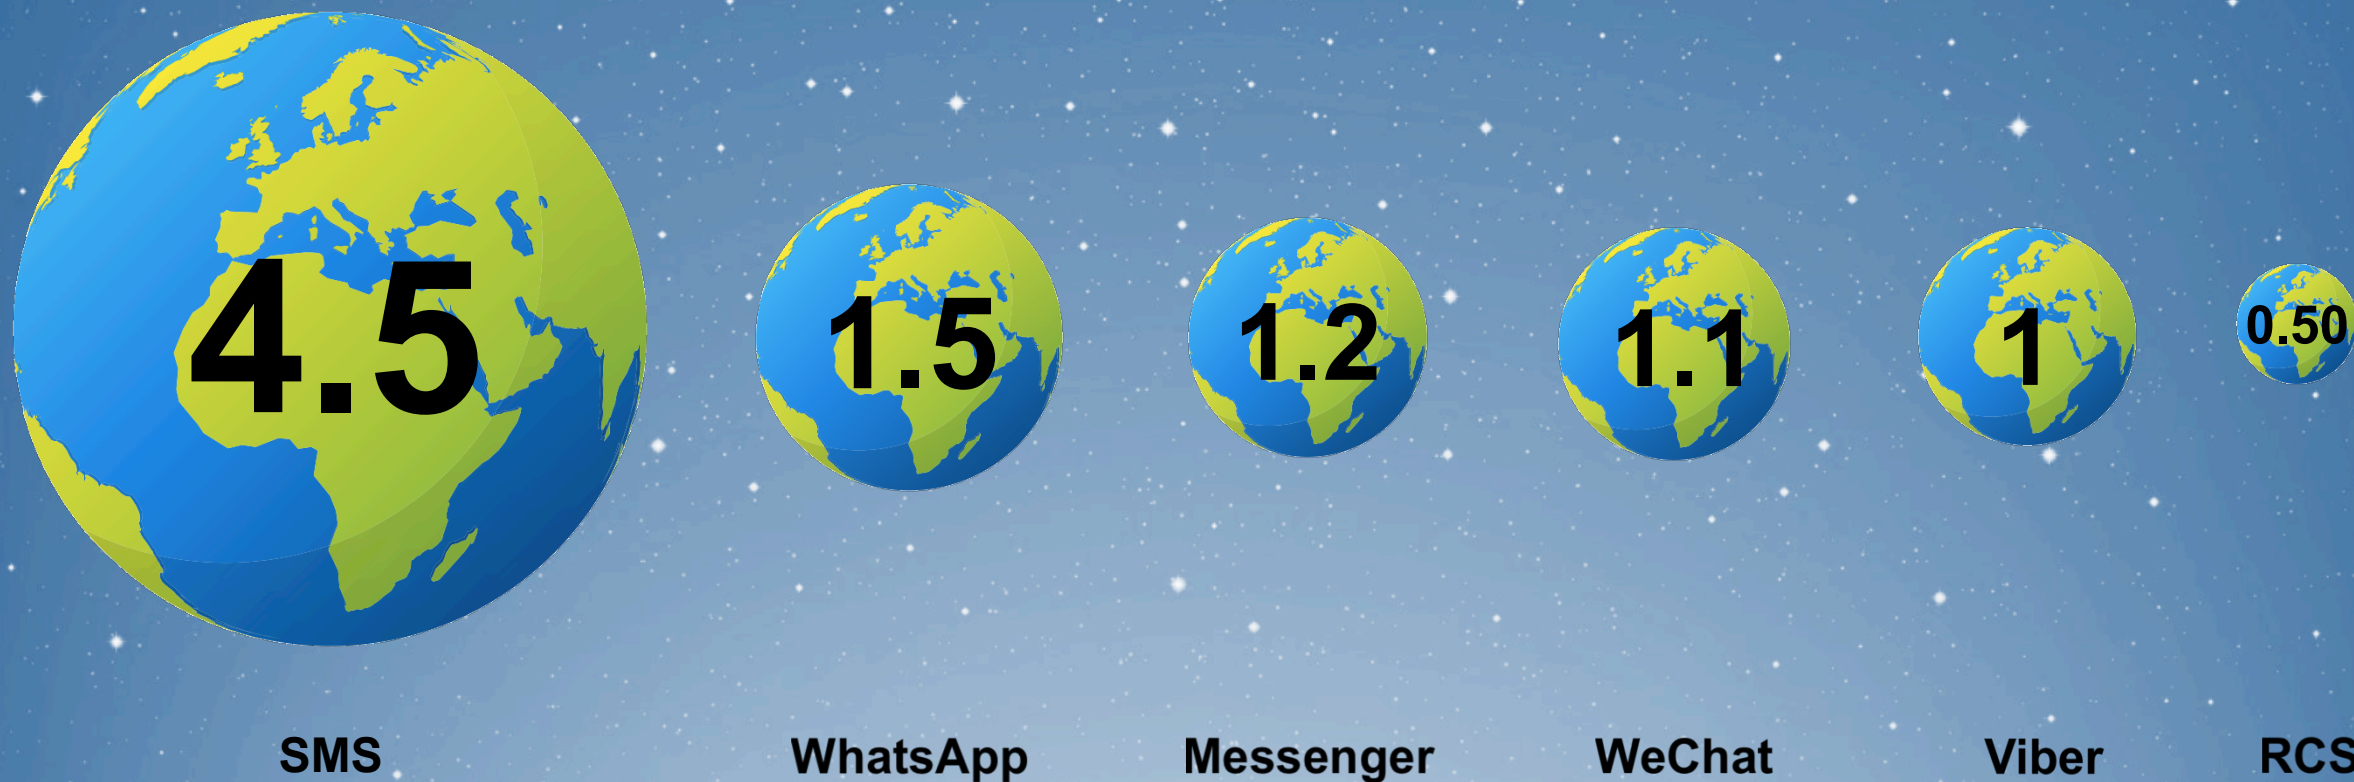 4.5 1.5 1.2 1.1 1 0.50
SMS WhatsApp Messenger WeChat Viber RCS